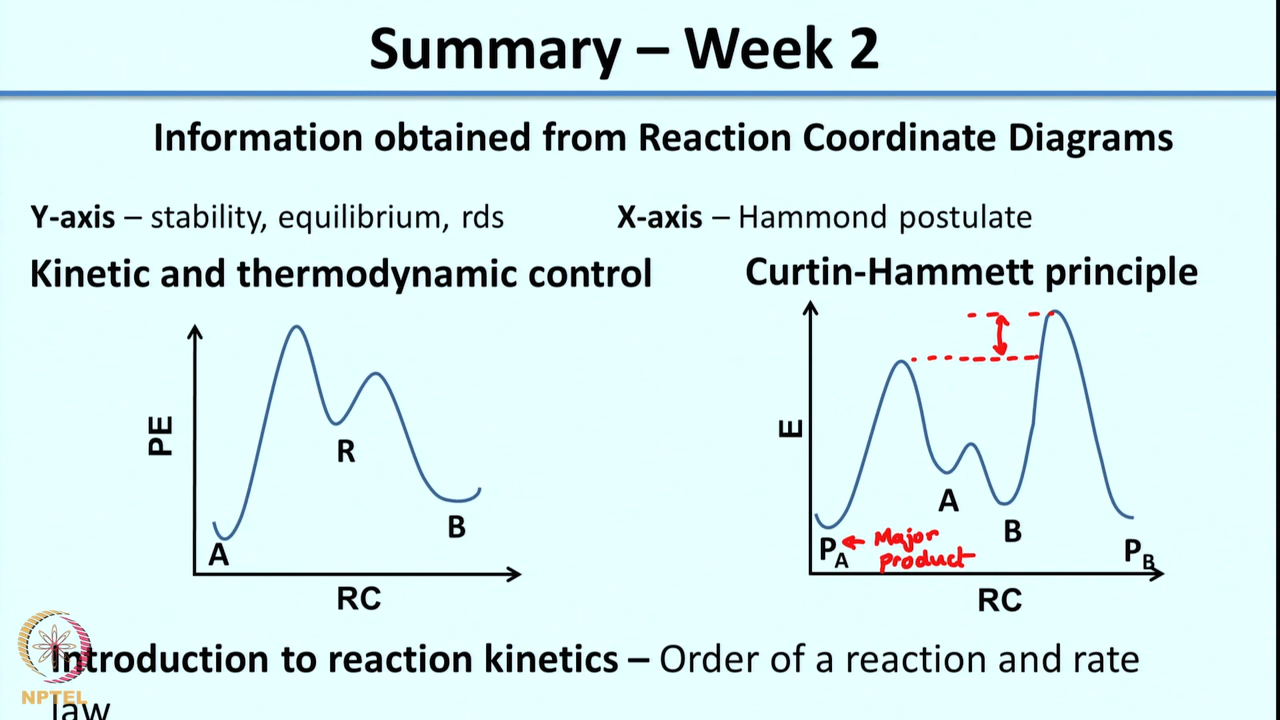 Summary – Week 2
Information obtained from Reaction Coordinate Diagrams
Y-axis – stability, equilibrium, rds
X-axis – Hammond postulate
Kinetic and thermodynamic control
Curtin-Hammett principle
PE
R
A
B
RC
E
A
B
PA
← Major
product
PB
RC
Introduction to reaction kinetics – Order of a reaction and rate
law
NPTEL